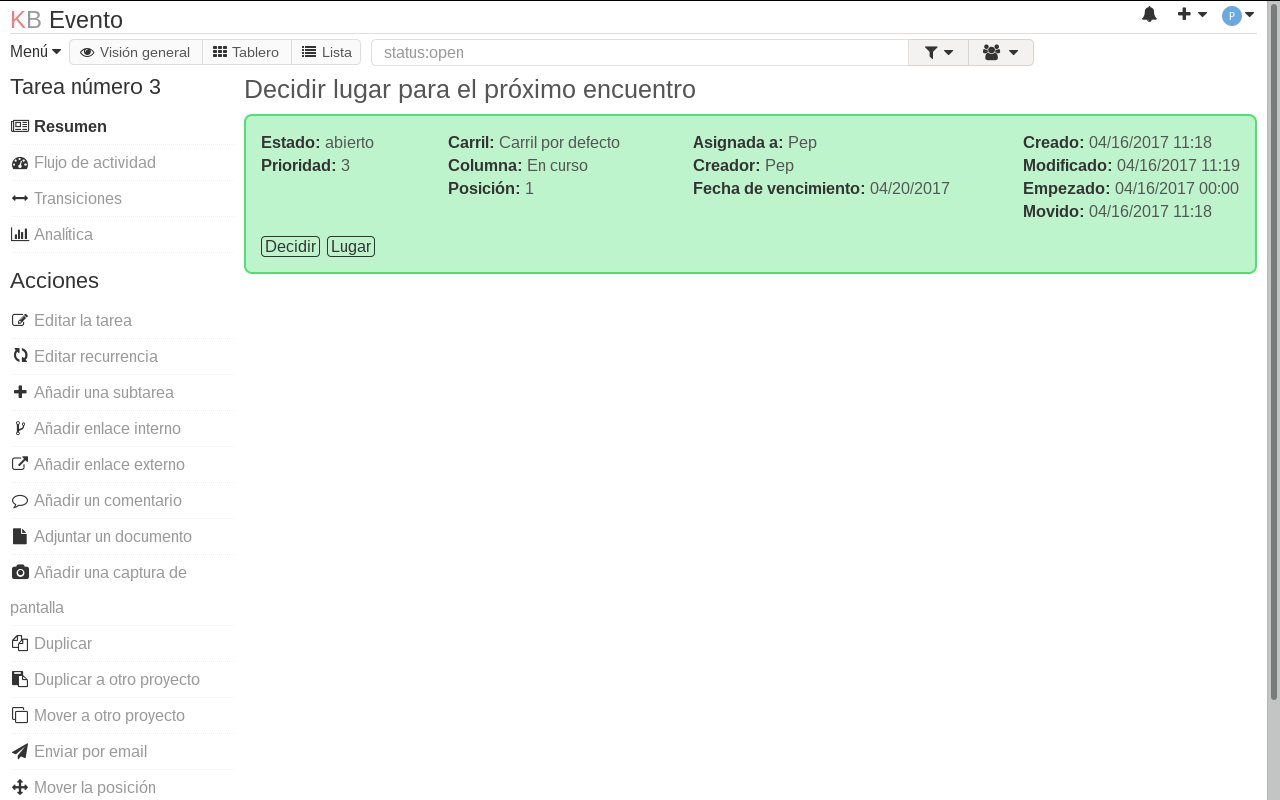 KB Evento
P
Menú
Visión general
Tablero
Lista
status:open
Tarea número 3
Resumen
Flujo de actividad
Transiciones
Analítica
Acciones
Editar la tarea
Editar recurrencia
Añadir una subtarea
Añadir enlace interno
Añadir enlace externo
Añadir un comentario
Adjuntar un documento
Añadir una captura de
pantalla
Duplicar
Duplicar a otro proyecto
Mover a otro proyecto
Enviar por email
Mover la posición
Decidir lugar para el próximo encuentro
Estado: abierto
Prioridad: 3
Carril: Carril por defecto
Columna: En curso
Posición: 1
Asignada a: Pep
Creador: Pep
Fecha de vencimiento: 04/20/2017
Creado: 04/16/2017 11:18
Modificado: 04/16/2017 11:19
Empezado: 04/16/2017 00:00
Movido: 04/16/2017 11:18
Decidir
Lugar